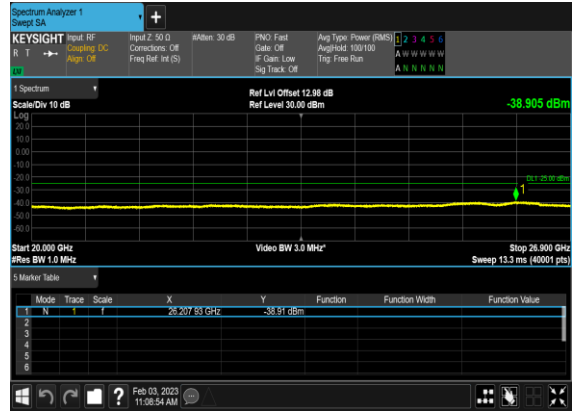 Spectrum Analyzer 1
Swept SA
+
KEYSIGHT Input: RF Input Z: 50 Ω #Atten: 30 dB PNO: Fast Avg Type: Power (RMS) 1 2 3 4 5 6
R T Coupling: DC Corrections: Off Gate: Off Avg|Hold: 100/100 A W W W W W
Align: Off Freq Ref: Int (S) IF Gain: Low Trig: Free Run
Sig Track: Off A N N N N N
1 Spectrum Ref Lvl Offset 12.98 dB
Scale/Div 10 dB Ref Level 30.00 dBm -38.905 dBm
Log
20.0
10.0
0.00
-10.0
-20.0
DL1 -25.00 dBm
-30.0 1
-40.0
-50.0
-60.0
Start 20.000 GHz Video BW 3.0 MHz* Stop 26.900 GHz
#Res BW 1.0 MHz Sweep 13.3 ms (40001 pts)
5 Marker Table
Mode Trace Scale X Y Function Function Width Function Value
1 N 1 f 26.207 93 GHz -38.91 dBm
2
3
4
5
6
? Feb 03, 2023
11:08:54 AM